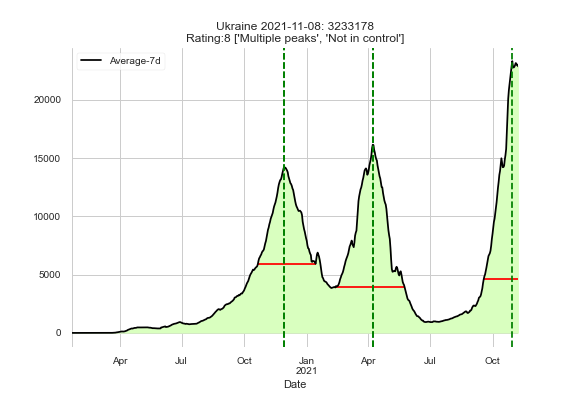 Ukraine 2021-11-08: 3233178
Rating:8 ['Multiple peaks', 'Not in control']
Average-7d
20000
15000
10000
5000
0
Apr Jul Oct Jan Apr Jul Oct
2021
Date